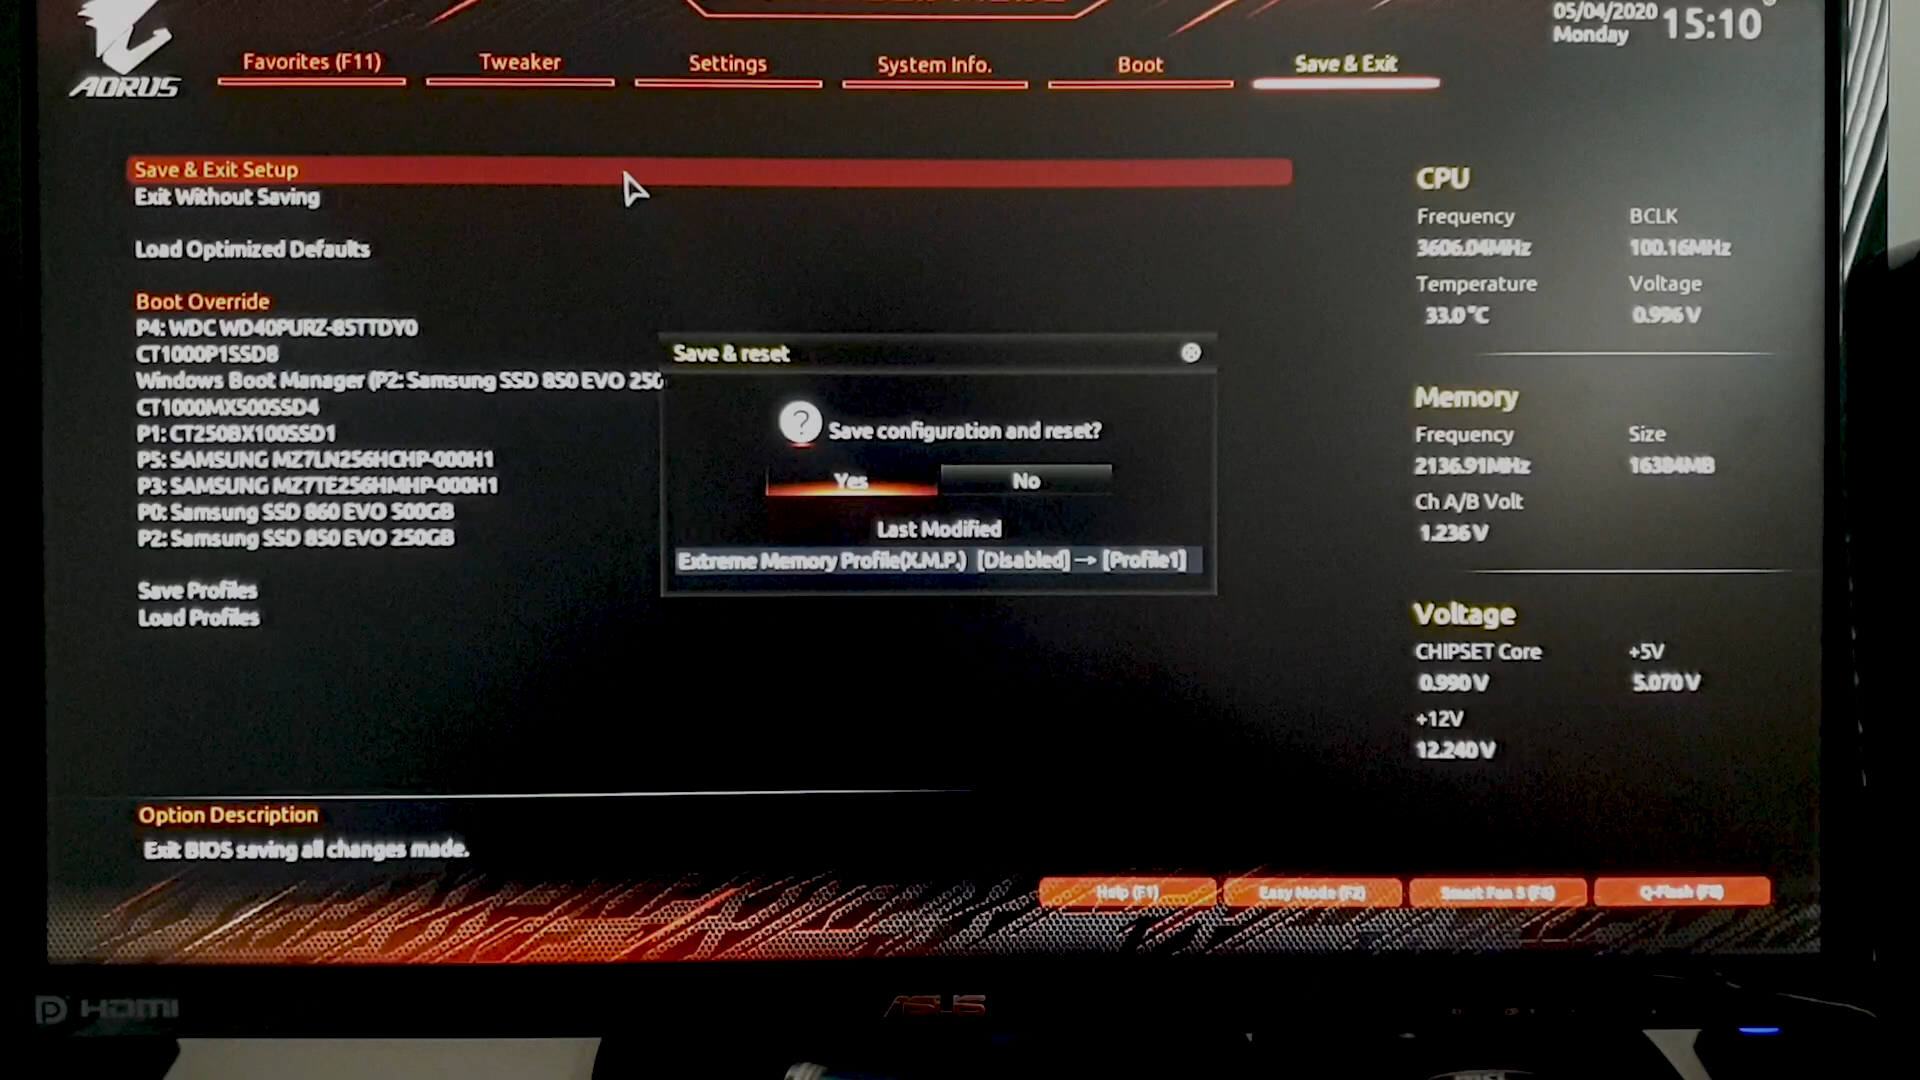 05/04/2020
Monday
15:10
AORUS
Favorites (F11)
Tweaker
Settings
System Info.
Boot
Save & Exit
Save & Exit Setup
Exit Without Saving
Load Optimized Defaults
Boot Override
P4: WDC WD40PURZ-85TTDY0
CT1000P1SSD8
Windows Boot Manager (P2: Samsung SSD 850 EVO 250
CT1000MX500SSD4
P1: CT250BX100SSD1
P5: SAMSUNG MZ7LN256HCHP-000H1
P3: SAMSUNG MZ7TE256HMHP-000H1
P0: Samsung SSD 860 EVO 500GB
P2: Samsung SSD 850 EVO 250GB
Save Profiles
Load Profiles
Save & reset
Save configuration and reset?
Yes
No
Last Modified
Extreme Memory Profile(X.M.P.) [Disabled] → [Profile1]
CPU
Frequency
BCLK
3606.04MHz
100.16MHz
Temperature
Voltage
33.0 °C
0.996 V
Memory
Frequency
Size
2136.91MHz
16384MB
Ch A/B Volt
1.236 V
Voltage
CHIPSET Core
+5V
0.990 V
5.070 V
+12V
12.240 V
Option Description
Exit BIOS saving all changes made.
Help (F1)
Easy Mode (F2)
Smart Fan 5 (F6)
Q-Flash (F8)
HDMI
ASUS